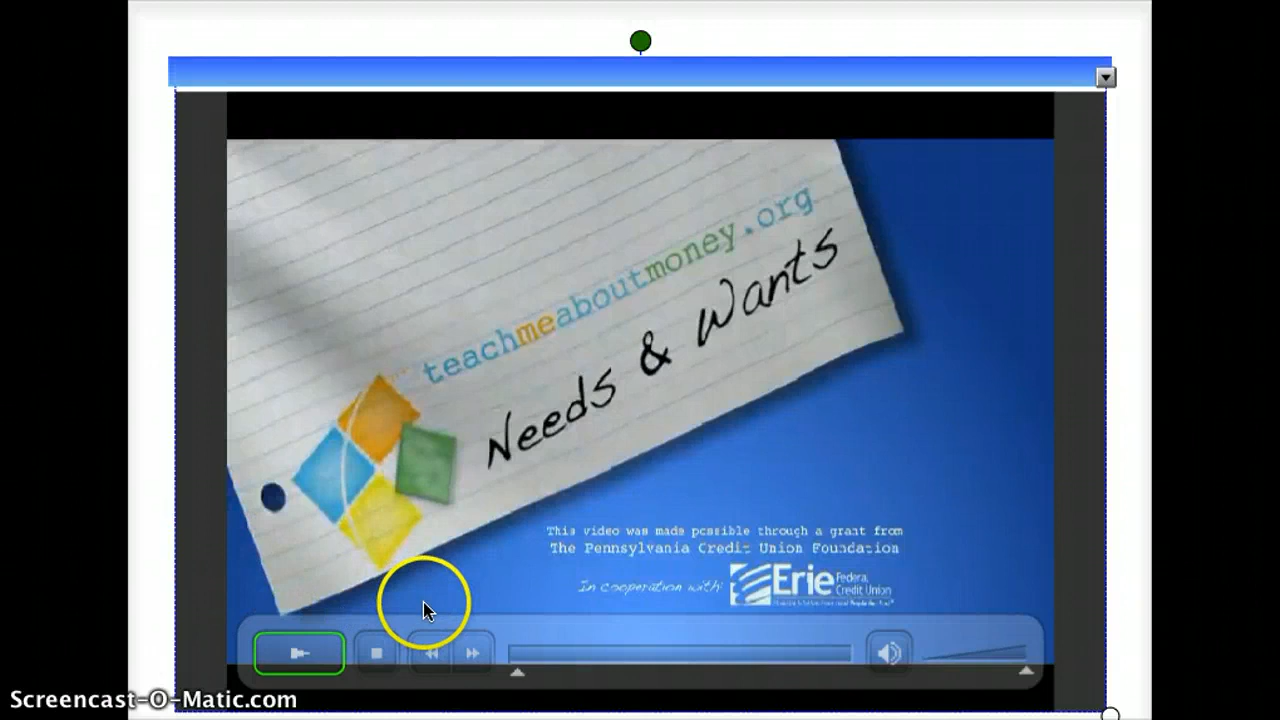 teachmeaboutmoney.org
Needs & Wants
This video was made possible through a grant from
The Pennsylvania Credit Union Foundation
In cooperation with:
Erie Federal Credit Union
Screencast-O-Matic.com